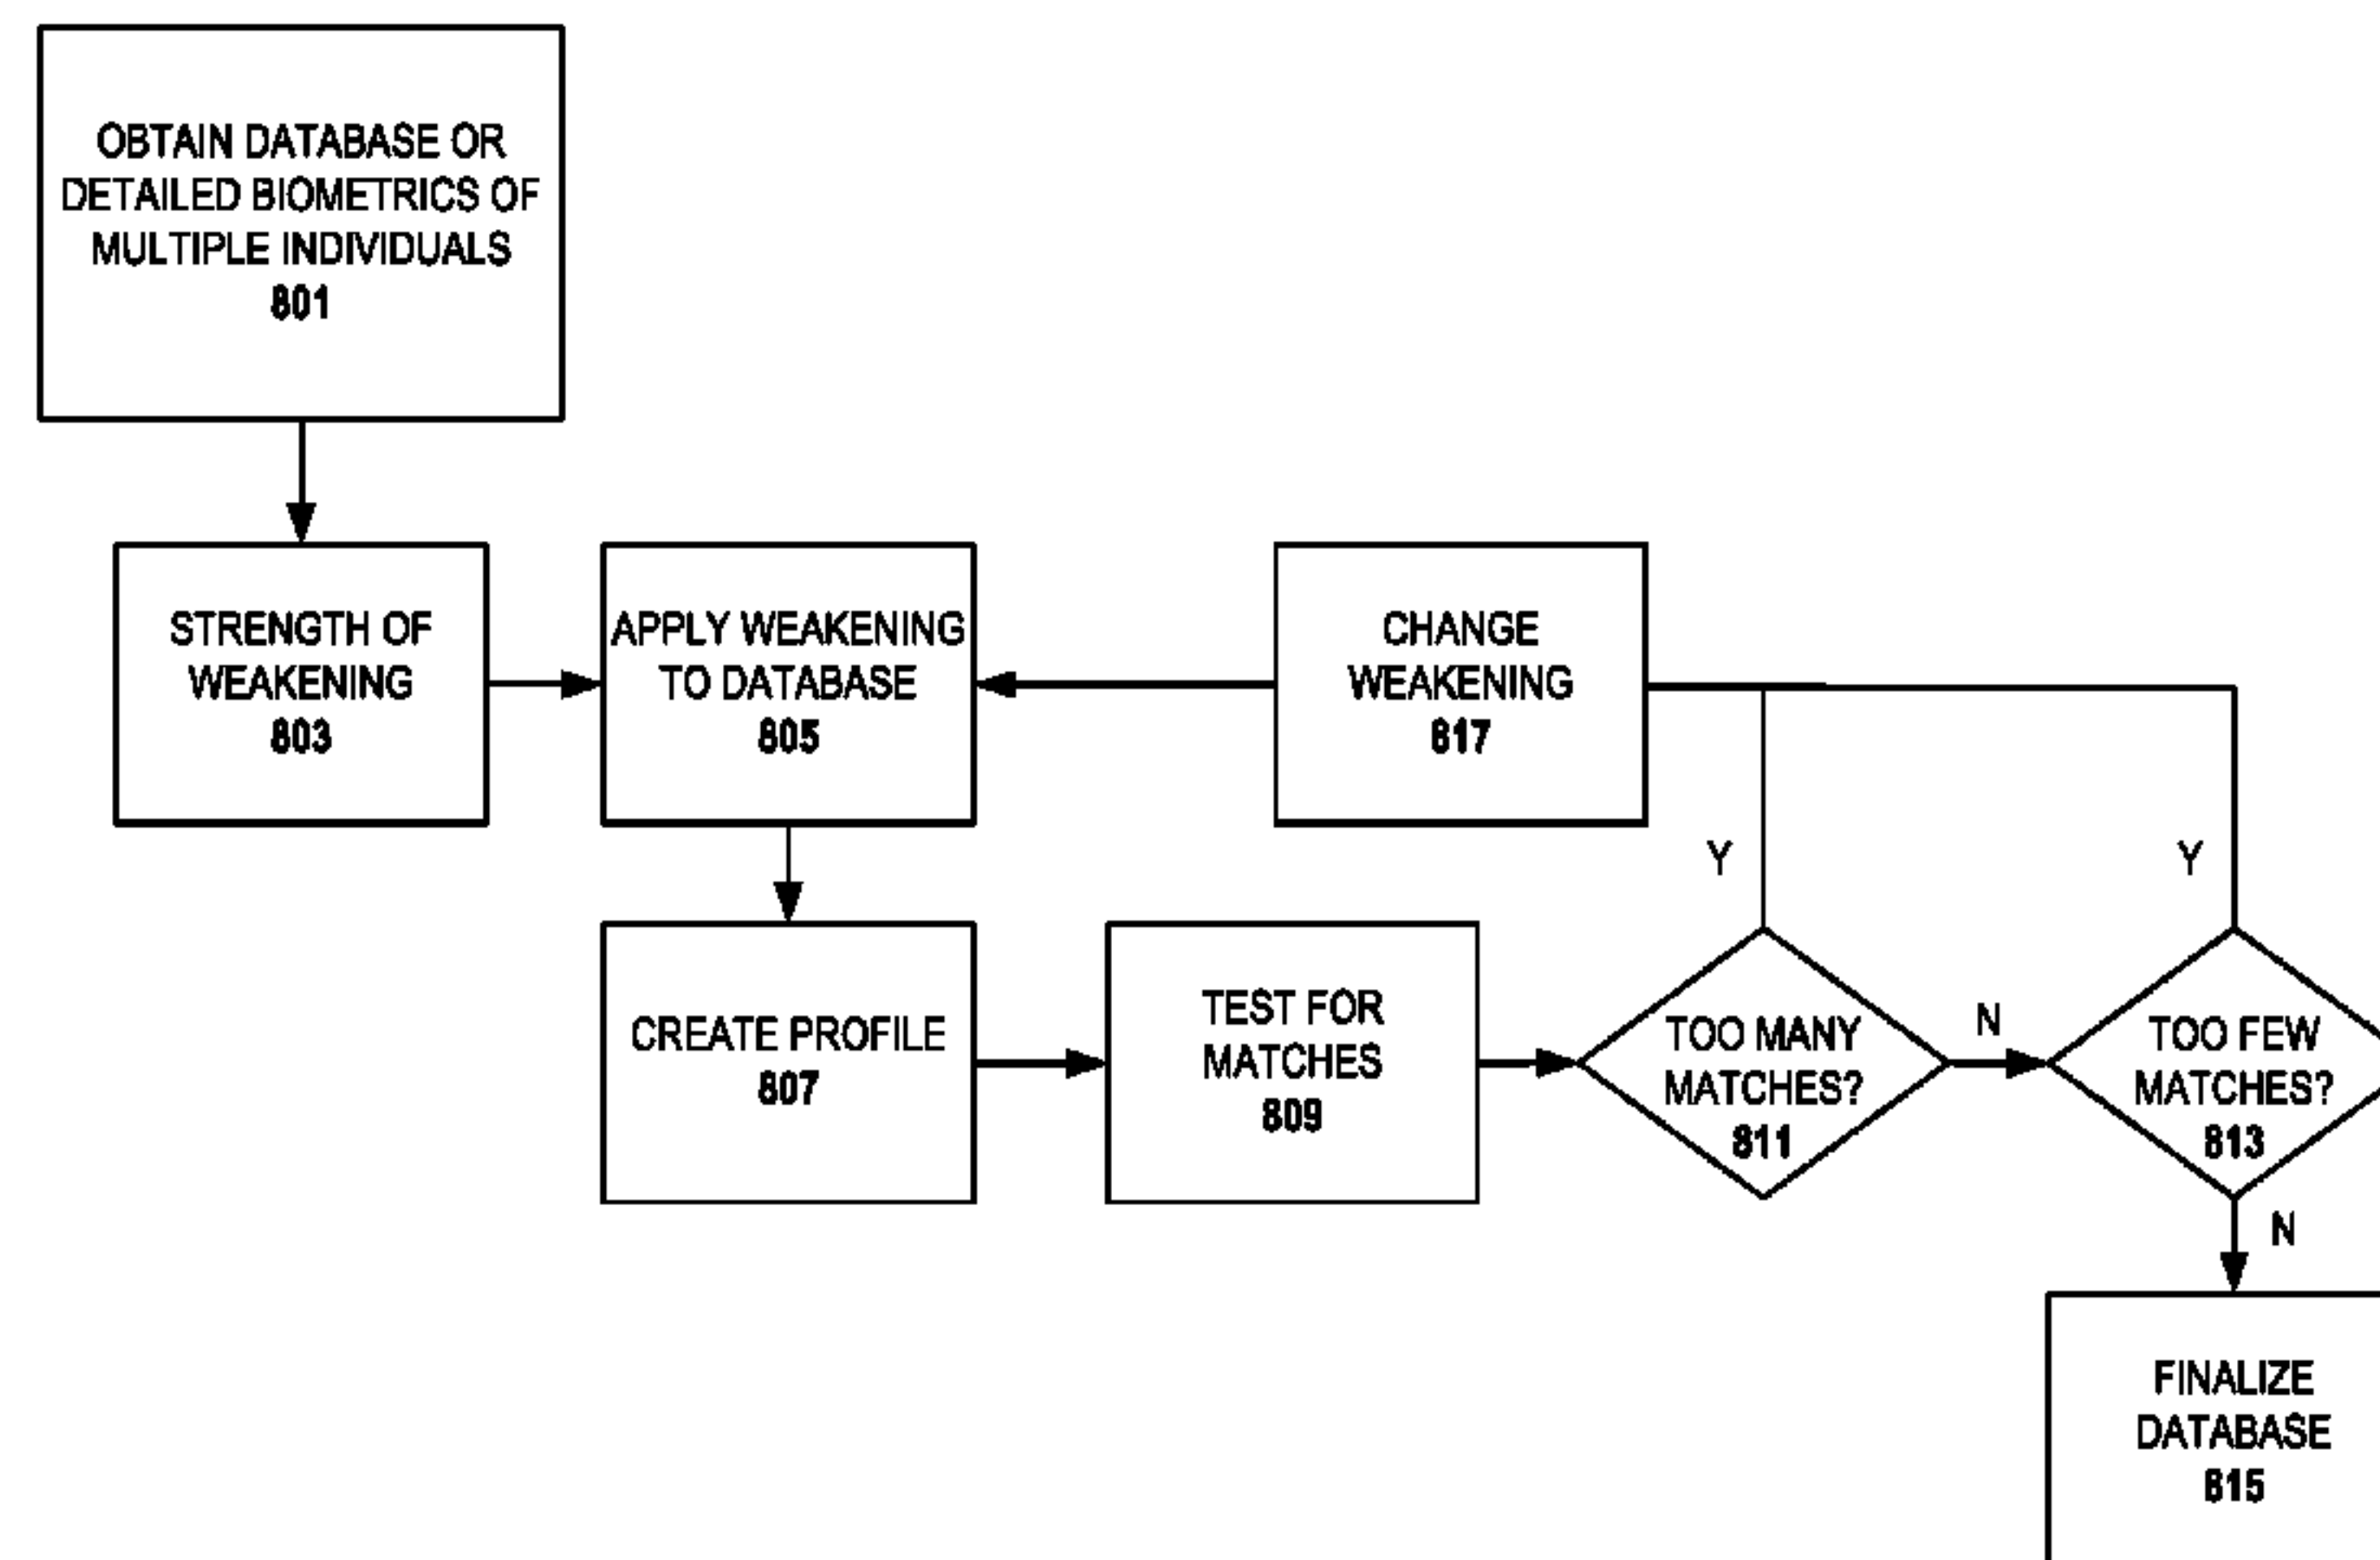 OBTAIN DATABASE OR
DETAILED BIOMETRICS OF
MULTIPLE INDIVIDUALS
801
STRENGTH OF
WEAKENING
803
APPLY WEAKENING
TO DATABASE
805
CHANGE
WEAKENING
817
Y
Y
CREATE PROFILE
807
TEST FOR
MATCHES
809
TOO MANY
MATCHES?
811
N
TOO FEW
MATCHES?
813
N
FINALIZE
DATABASE
815